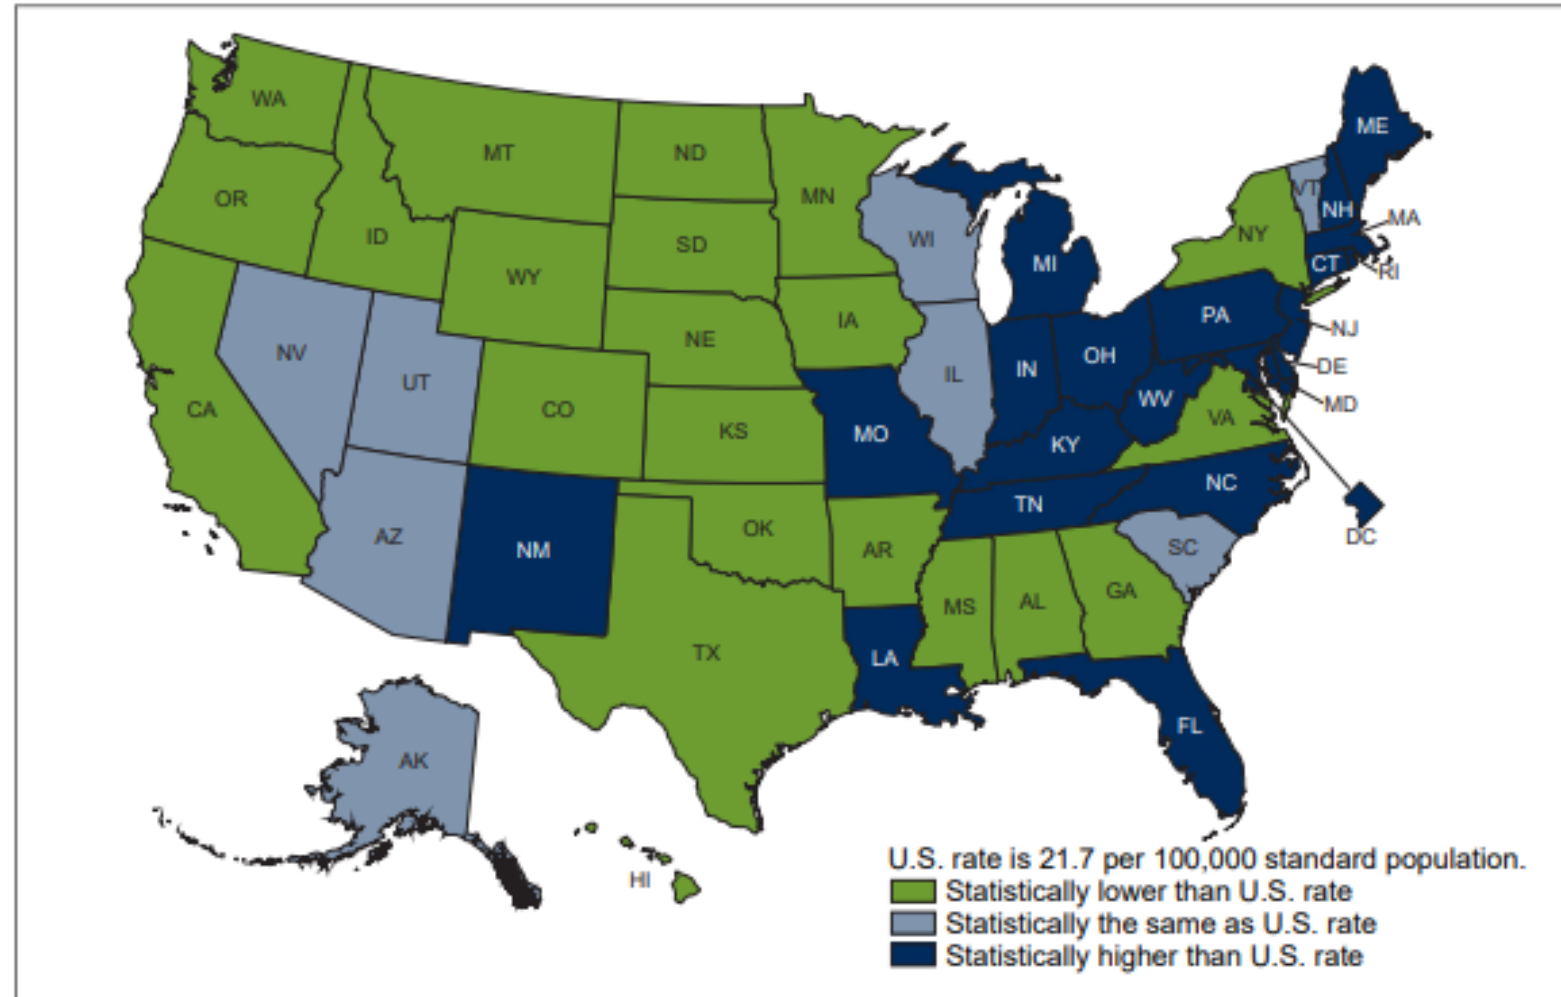 WA
MT
ND
MN
ME
OR
ID
SD
WI
VT
NH
MA
NY
WY
MI
CT
RI
IA
PA
NJ
NE
NV
UT
IL
IN
OH
DE
CA
CO
KS
MO
WV
MD
VA
KY
NC
TN
AZ
NM
OK
AR
SC
DC
MS
AL
GA
TX
LA
FL
AK
HI
U.S. rate is 21.7 per 100,000 standard population.
Statistically lower than U.S. rate
Statistically the same as U.S. rate
Statistically higher than U.S. rate